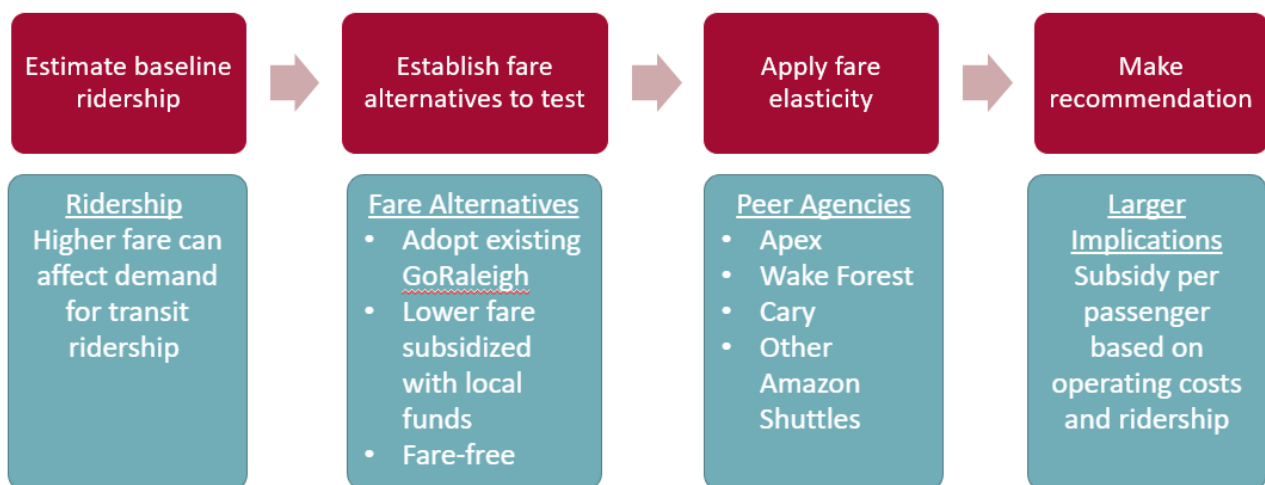 Estimate baseline
ridership
Establish fare
alternatives to test
Apply fare
elasticity
Make
recommendation
Ridership
Higher fare can
affect demand
for transit
ridership
Fare Alternatives
• Adopt existing
GoRaleigh
• Lower fare
subsidized
with local
funds
• Fare-free
Peer Agencies
• Apex
• Wake Forest
• Cary
• Other
Amazon
Shuttles
Larger
Implications
Subsidy per
passenger
based on
operating costs
and ridership